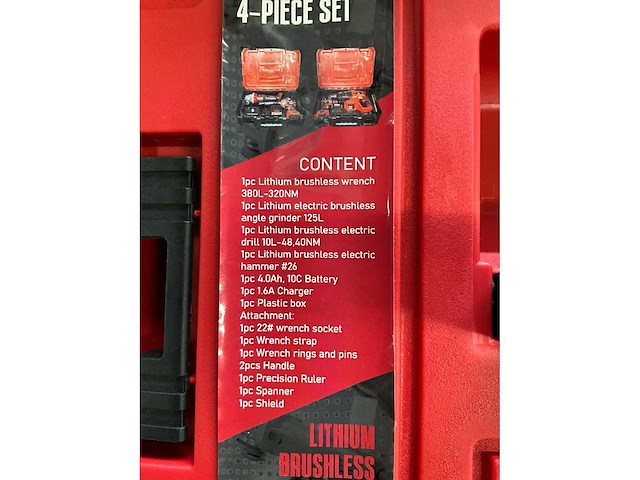 4-PIECE SET
CONTENT
1pc Lithium brushless wrench
380L-320NM
1pc Lithium electric brushless
angle grinder 125L
1pc Lithium brushless electric
drill 10L-48,40NM
1pc Lithium brushless electric
hammer #26
1pc 4.0Ah, 10C Battery
1pc 1.6A Charger
1pc Plastic box
Attachment:
1pc 22# wrench socket
1pc Wrench strap
1pc Wrench rings and pins
2pcs Handle
1pc Precision Ruler
1pc Spanner
1pc Shield
LITHIUM
BRUSHLESS